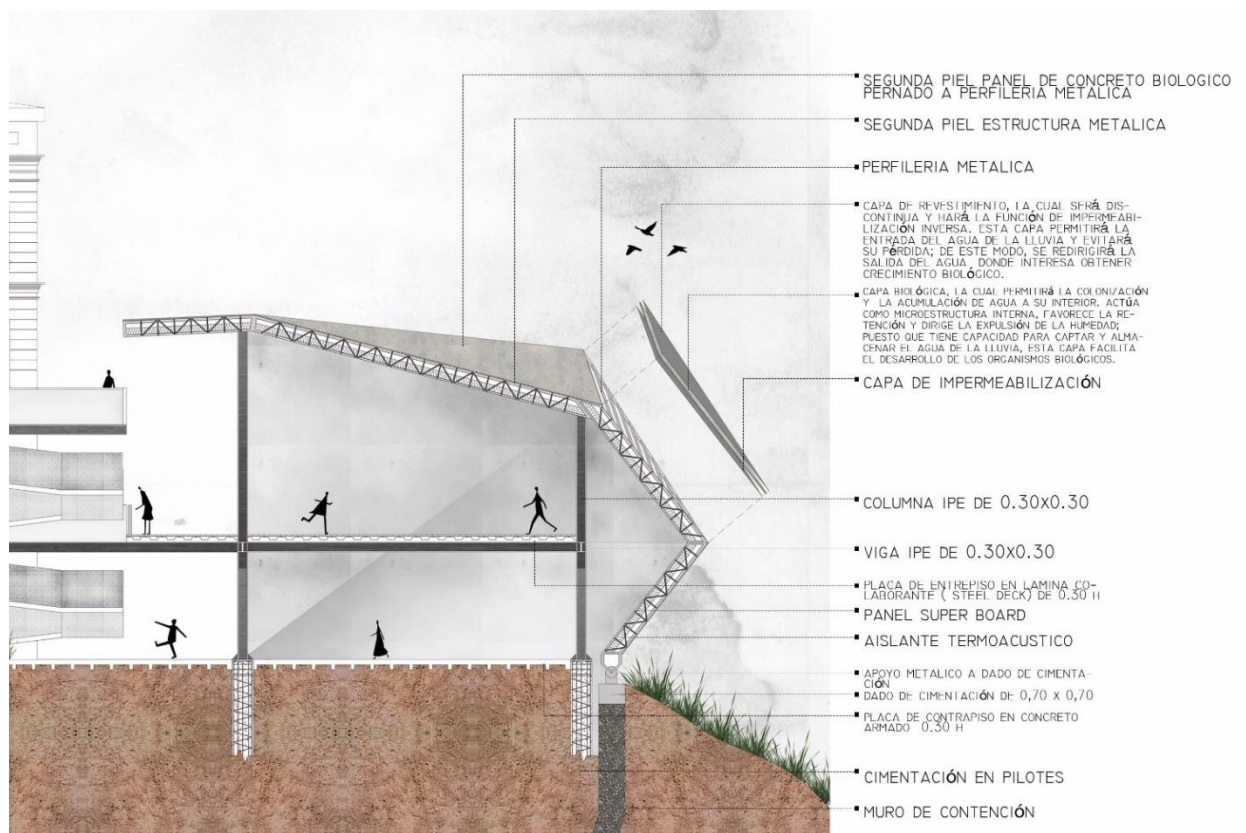 SEGUNDA PIEL PANEL DE CONCRETO BIOLOGICO
PERNADO A PERFILERIA METALICA
SEGUNDA PIEL ESTRUCTURA METALICA
PERFILERIA METALICA
CAPA DE REVESTIMIENTO, LA CUAL SERÁ DIS-
CONTINUA Y HARÁ LA FUNCIÓN DE IMPERMEABI-
LIZACIÓN INVERSA. ESTA CAPA PERMITIRÁ LA
ENTRADA DEL AGUA DE LA LLUVIA Y EVITARÁ
SU PÉRDIDA; DE ESTE MODO, SE REDIRIGIRÁ LA
SALIDA DEL AGUA DONDE INTERESA OBTENER
CRECIMIENTO BIOLÓGICO.
CAPA BIOLÓGICA, LA CUAL PERMITIRÁ LA COLONIZACIÓN
Y LA ACUMULACIÓN DE AGUA A SU INTERIOR. ACTÚA
COMO MICROESTRUCTURA INTERNA, FAVORECE LA RE-
TENCIÓN Y DIRIGE LA EXPULSIÓN DE LA HUMEDAD;
PUESTO QUE TIENE CAPACIDAD PARA CAPTAR Y ALMA-
CENAR EL AGUA DE LA LLUVIA, ESTA CAPA FACILITA
EL DESARROLLO DE LOS ORGANISMOS BIOLÓGICOS.
CAPA DE IMPERMEABILIZACIÓN
COLUMNA IPE DE 0.30X0.30
VIGA IPE DE 0.30X0.30
PLACA DE ENTREPISO EN LAMINA CO-
LABORANTE ( STEEL DECK) DE 0.30 H
PANEL SUPER BOARD
AISLANTE TERMOACUSTICO
APOYO METALICO A DADO DE CIMENTA-
CIÓN
DADO DE CIMENTACIÓN DE 0,70 X 0,70
PLACA DE CONTRAPISO EN CONCRETO
ARMADO 0.30 H
CIMENTACIÓN EN PILOTES
MURO DE CONTENCIÓN